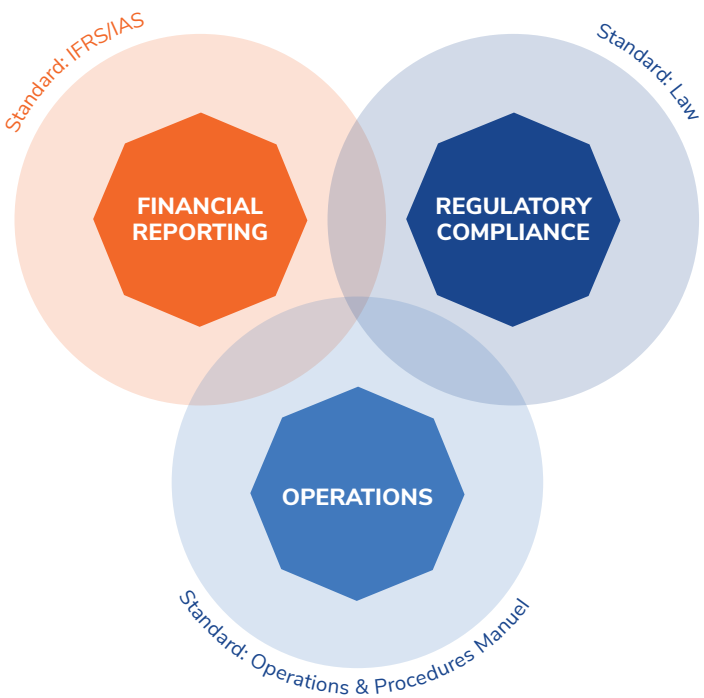 Standard: IFRS/IAS
Standard: Law
FINANCIAL
REPORTING
REGULATORY
COMPLIANCE
OPERATIONS
Standard: Operations & Procedures Manuel